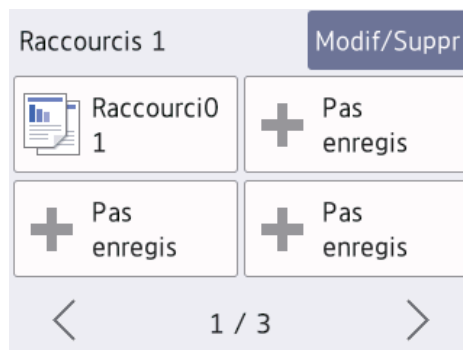 Raccourcis 1
Modif/Suppr
Raccourci0
1
Pas
enregis
Pas
enregis
Pas
enregis
1 / 3